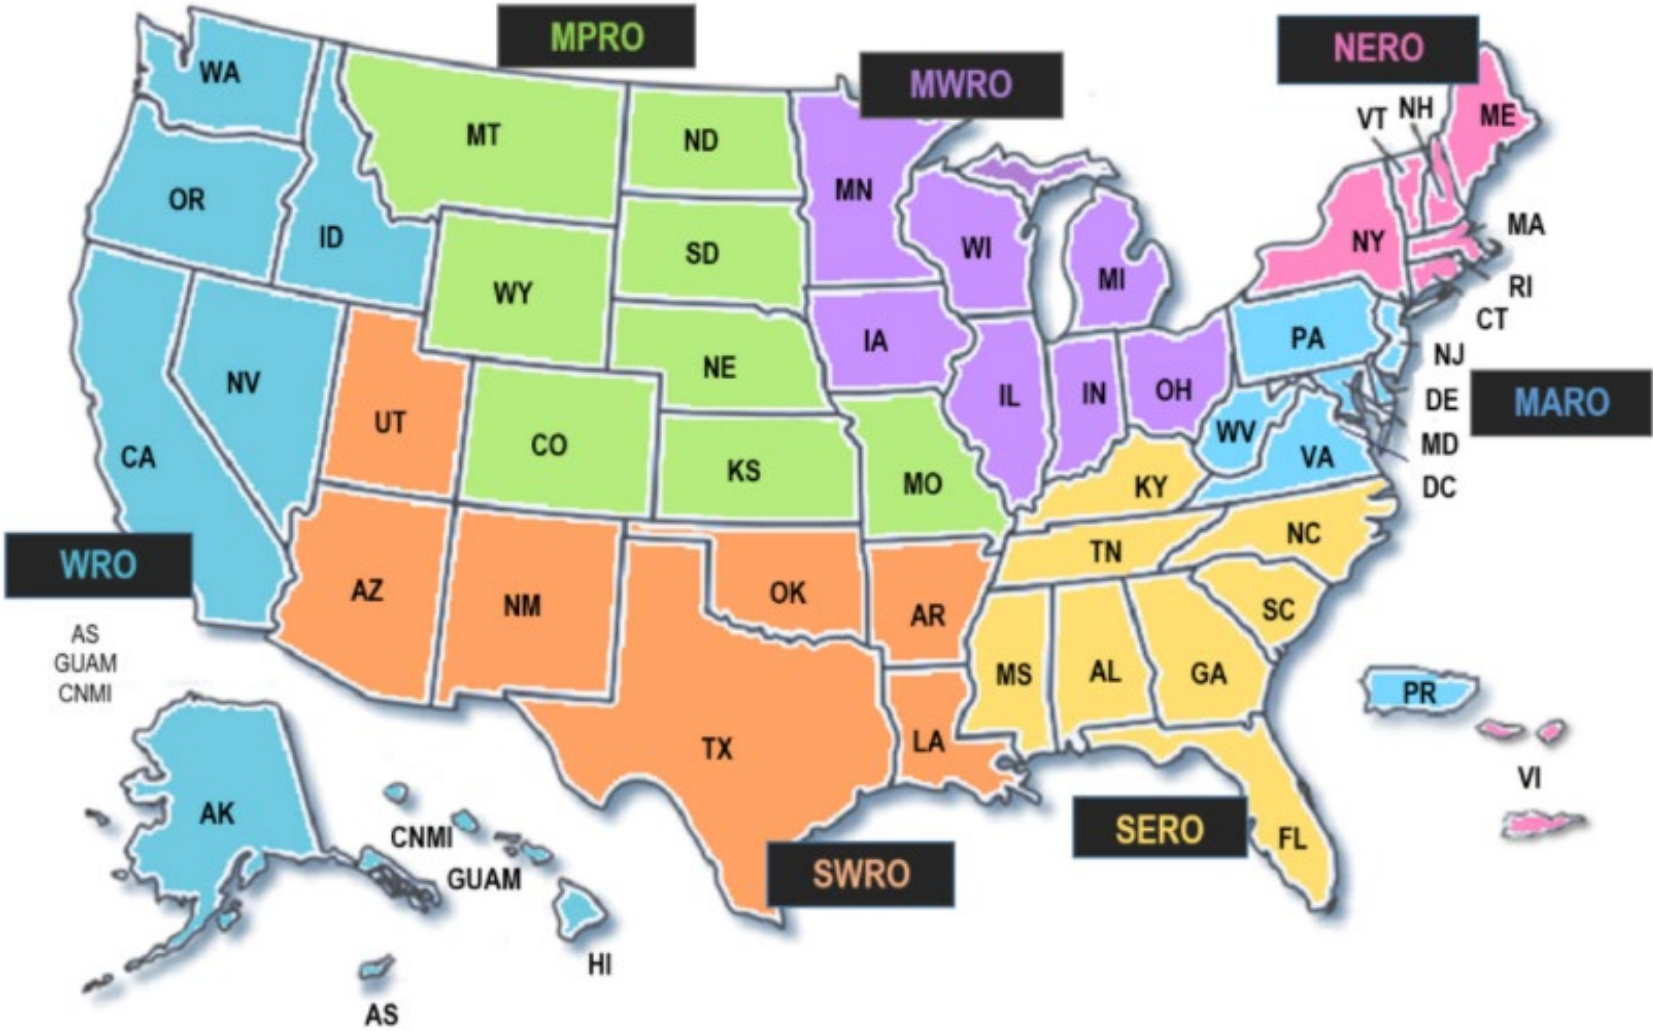 MPRO
NERO
MWRO
WA
MT
ND
VT
NH
ME
OR
ID
MN
WI
NY
MA
SD
WY
MI
RI
CT
IA
PA
NJ
NE
NV
UT
IL
IN
OH
DE
MARO
CO
KS
WV
MD
CA
MO
KY
VA
DC
WRO
AZ
NM
OK
AR
TN
NC
SC
AS
GUAM
CNMI
MS
AL
GA
PR
TX
LA
VI
AK
CNMI
GUAM
SWRO
SERO
FL
HI
AS